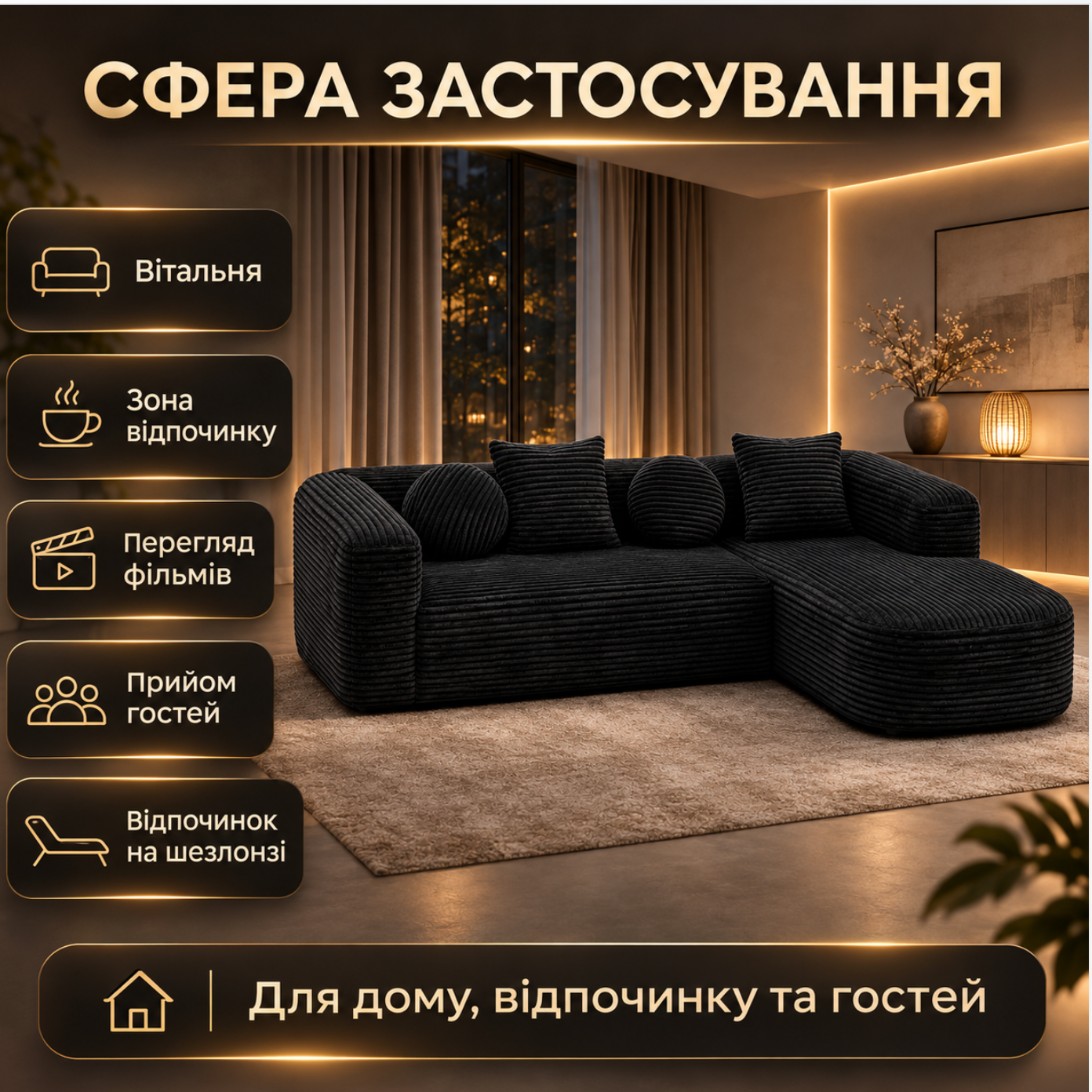 СФЕРА ЗАСТОСУВАННЯ
Вітальня
Зона
відпочинку
Перегляд
фільмів
Прийом
гостей
Відпочинок
на шезлонзі
Для дому, відпочинку та гостей